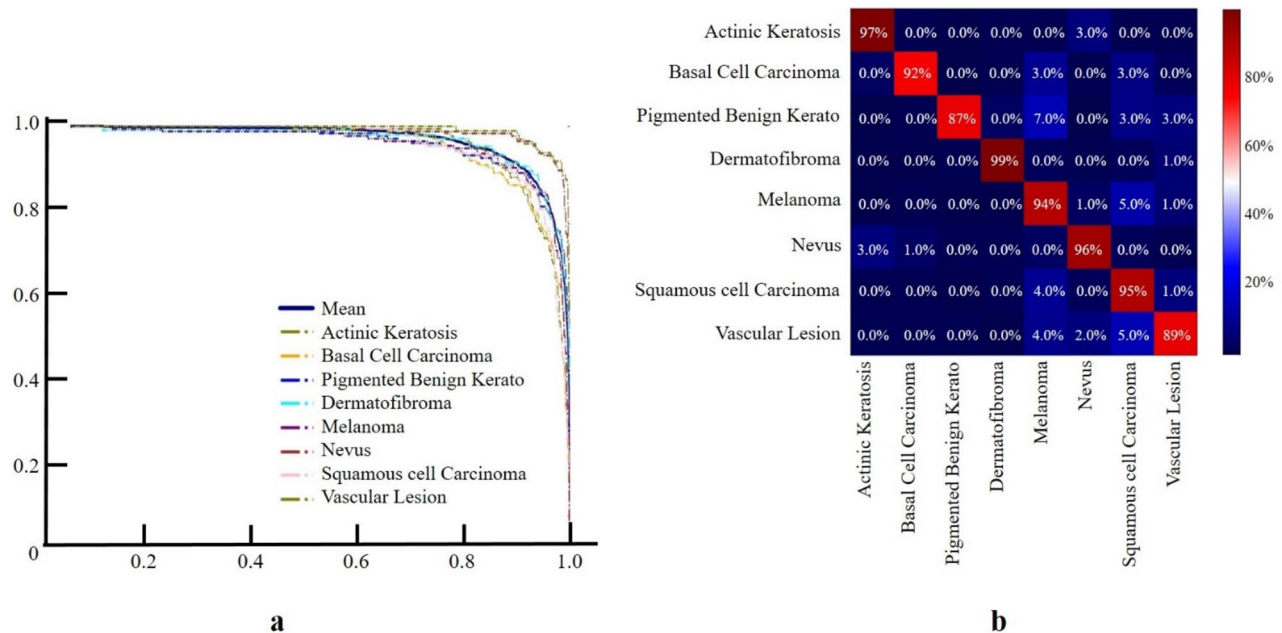 1.0
0.8
0.6
0.4
0.2
0
0.2
0.4
0.6
0.8
1.0
Mean
Actinic Keratosis
Basal Cell Carcinoma
Pigmented Benign Kerato
Dermatofibroma
Melanoma
Nevus
Squamous cell Carcinoma
Vascular Lesion
a
Actinic Keratosis 97% 0.0% 0.0% 0.0% 0.0% 3.0% 0.0% 0.0%
Basal Cell Carcinoma 0.0% 92% 0.0% 0.0% 3.0% 0.0% 3.0% 0.0%
Pigmented Benign Kerato 0.0% 0.0% 87% 0.0% 7.0% 0.0% 3.0% 3.0%
Dermatofibroma 0.0% 0.0% 0.0% 99% 0.0% 0.0% 0.0% 1.0%
Melanoma 0.0% 0.0% 0.0% 0.0% 94% 1.0% 5.0% 1.0%
Nevus 3.0% 1.0% 0.0% 0.0% 0.0% 96% 0.0% 0.0%
Squamous cell Carcinoma 0.0% 0.0% 0.0% 0.0% 4.0% 0.0% 95% 1.0%
Vascular Lesion 0.0% 0.0% 0.0% 0.0% 4.0% 2.0% 5.0% 89%
Actinic Keratosis
Basal Cell Carcinoma
Pigmented Benign Kerato
Dermatofibroma
Melanoma
Nevus
Squamous cell Carcinoma
Vascular Lesion
80%
60%
40%
20%
b